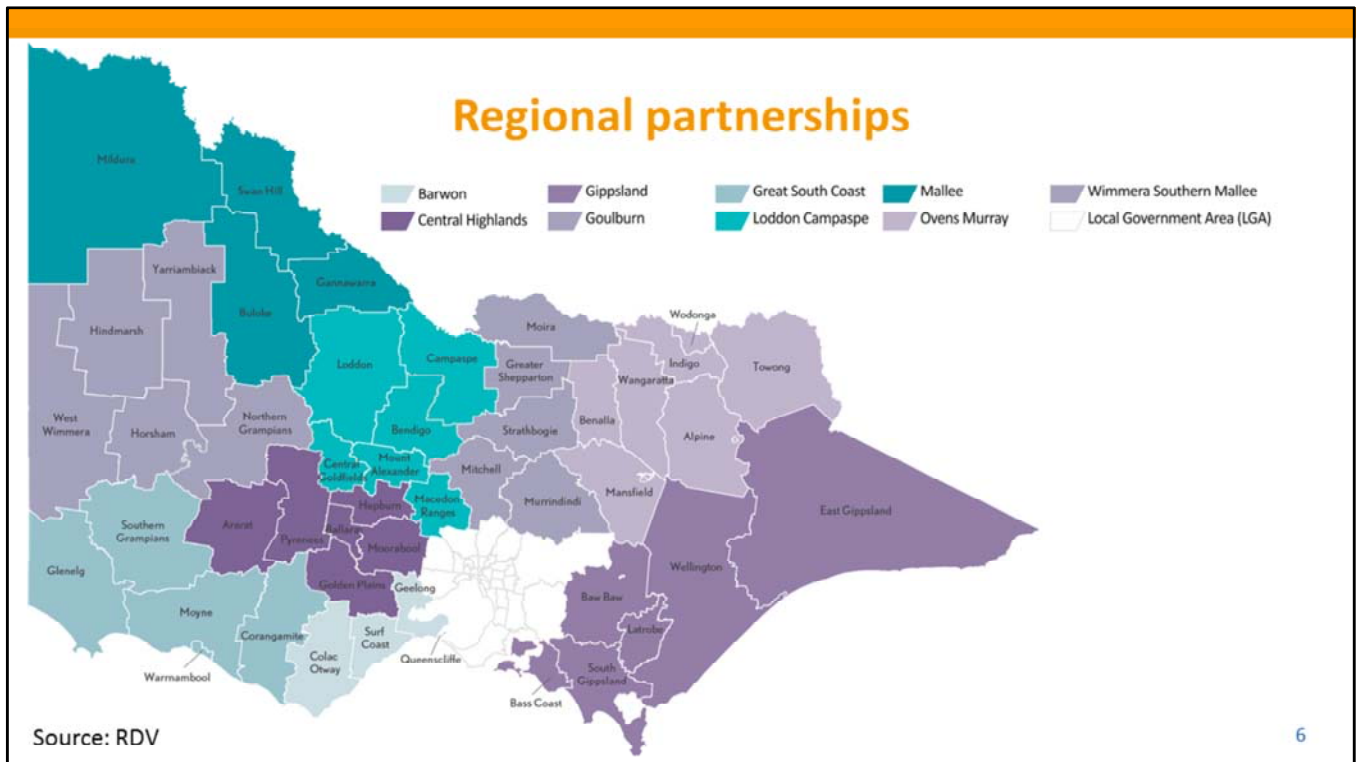 Regional partnerships
Barwon
Gippsland
Great South Coast
Mallee
Wimmera Southern Mallee
Central Highlands
Goulburn
Loddon Campaspe
Ovens Murray
Local Government Area (LGA)
Mildura
Swan Hill
Yarriambiack
Gannawarra
Buloke
Hindmarsh
Wodonga
Moira
Indigo
Towong
Loddon
Campaspe
Greater
Shepparton
Wangaratta
West
Wimmera
Horsham
Northern
Grampians
Bendigo
Strathbogie
Benalla
Alpine
Central
Goldfields
Mount
Alexander
Mitchell
Mansfield
Macedon
Ranges
Murrindindi
Hepburn
Southern
Grampians
Ararat
Pyrenees
Ballarat
Moorabool
East Gippsland
Glenelg
Golden Plains
Geelong
Wellington
Baw Baw
Moyne
Corangamite
Surf
Coast
Latrobe
Colac
Otway
Queenscliffe
Warrnambool
South
Gippsland
Bass Coast
Source: RDV
6